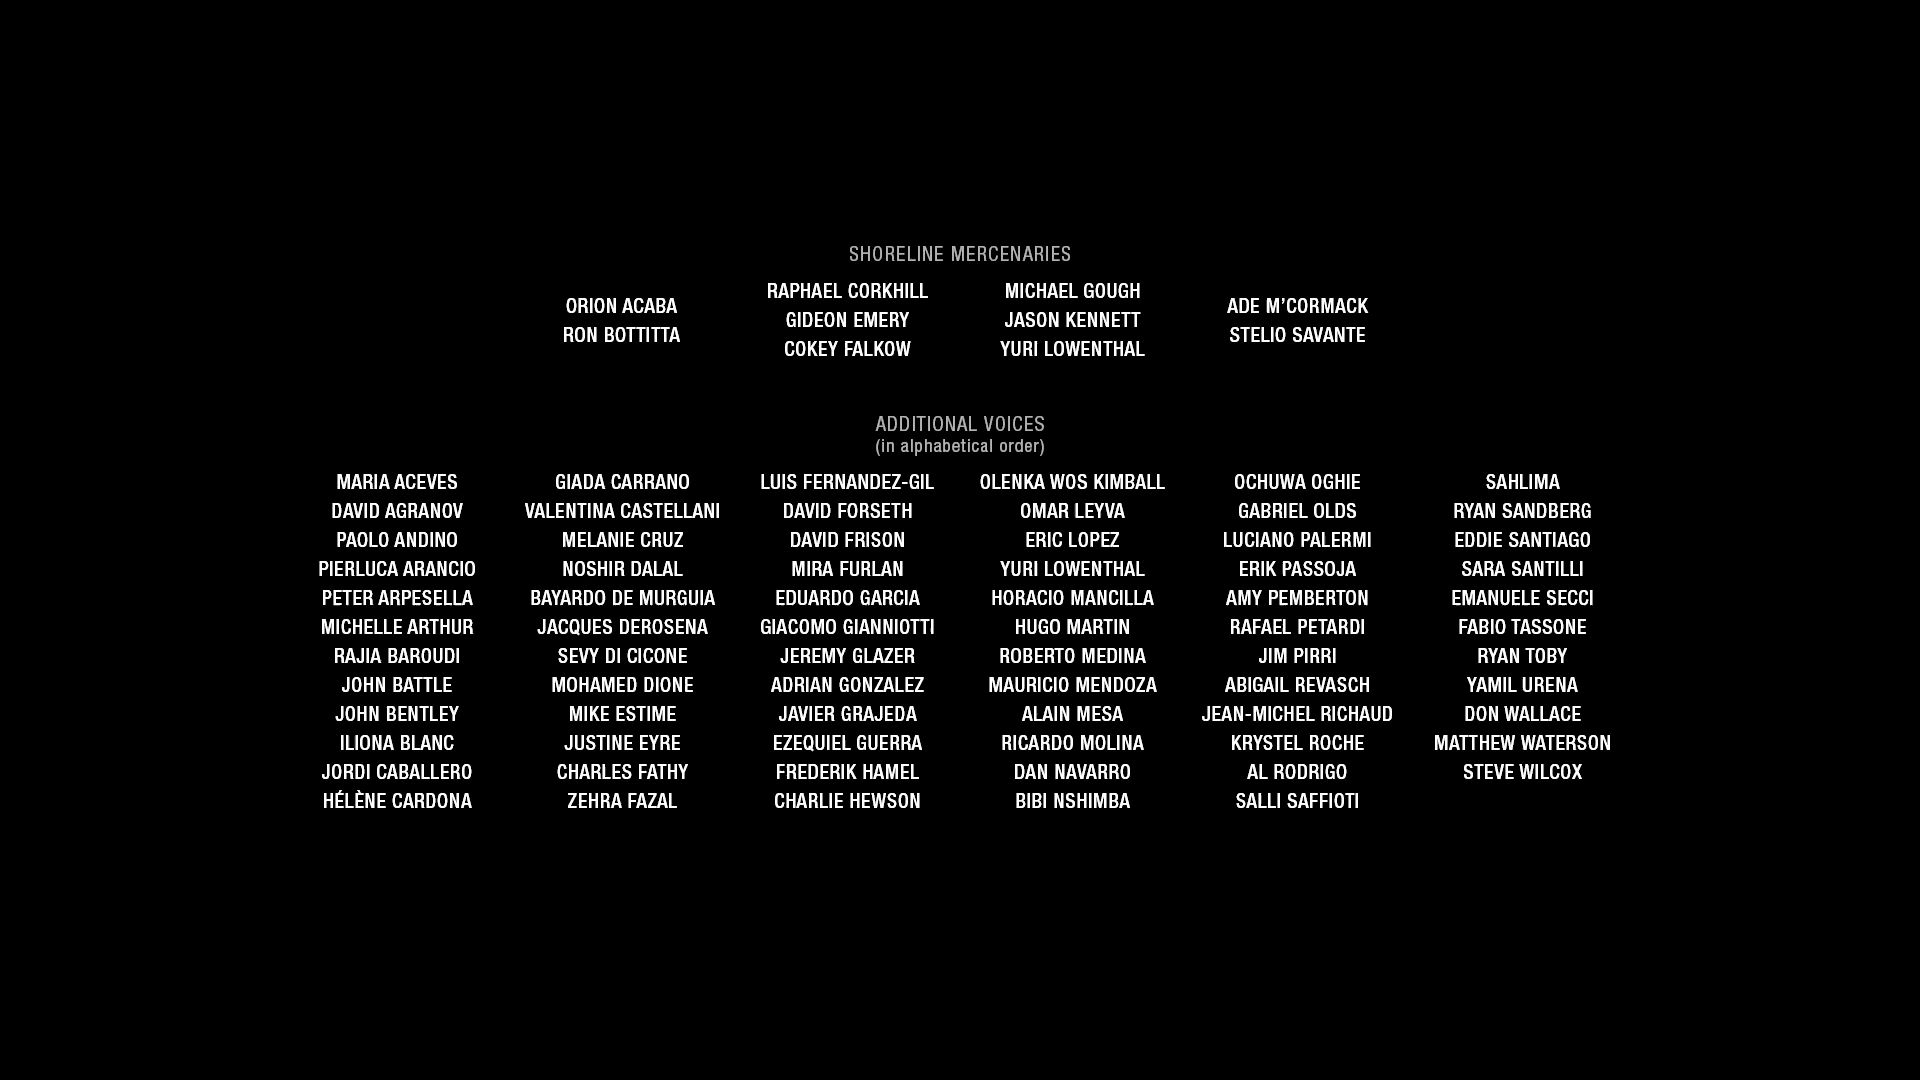 SHORELINE MERCENARIES
ORION ACABA
RON BOTTITTA
RAPHAEL CORKHILL
GIDEON EMERY
COKEY FALKOW
MICHAEL GOUGH
JASON KENNETT
YURI LOWENTHAL
ADE M’CORMACK
STELIO SAVANTE
ADDITIONAL VOICES
(in alphabetical order)
MARIA ACEVES
DAVID AGRANOV
PAOLO ANDINO
PIERLUCA ARANCIO
PETER ARPESELLA
MICHELLE ARTHUR
RAJIA BAROUDI
JOHN BATTLE
JOHN BENTLEY
ILIONA BLANC
JORDI CABALLERO
HÉLÈNE CARDONA
GIADA CARRANO
VALENTINA CASTELLANI
MELANIE CRUZ
NOSHIR DALAL
BAYARDO DE MURGUIA
JACQUES DEROSENA
SEVY DI CICONE
MOHAMED DIONE
MIKE ESTIME
JUSTINE EYRE
CHARLES FATHY
ZEHRA FAZAL
LUIS FERNANDEZ-GIL
DAVID FORSETH
DAVID FRISON
MIRA FURLAN
EDUARDO GARCIA
GIACOMO GIANNIOTTI
JEREMY GLAZER
ADRIAN GONZALEZ
JAVIER GRAJEDA
EZEQUIEL GUERRA
FREDERIK HAMEL
CHARLIE HEWSON
OLENKA WOS KIMBALL
OMAR LEYVA
ERIC LOPEZ
YURI LOWENTHAL
HORACIO MANCILLA
HUGO MARTIN
ROBERTO MEDINA
MAURICIO MENDOZA
ALAIN MESA
RICARDO MOLINA
DAN NAVARRO
BIBI NSHIMBA
OCHUWA OGHIE
GABRIEL OLDS
LUCIANO PALERMI
ERIK PASSOJA
AMY PEMBERTON
RAFAEL PETARDI
JIM PIRRI
ABIGAIL REVASCH
JEAN-MICHEL RICHAUD
KRYSTEL ROCHE
AL RODRIGO
SALLI SAFFIOTI
SAHLIMA
RYAN SANDBERG
EDDIE SANTIAGO
SARA SANTILLI
EMANUELE SECCI
FABIO TASSONE
RYAN TOBY
YAMIL URENA
DON WALLACE
MATTHEW WATERSON
STEVE WILCOX